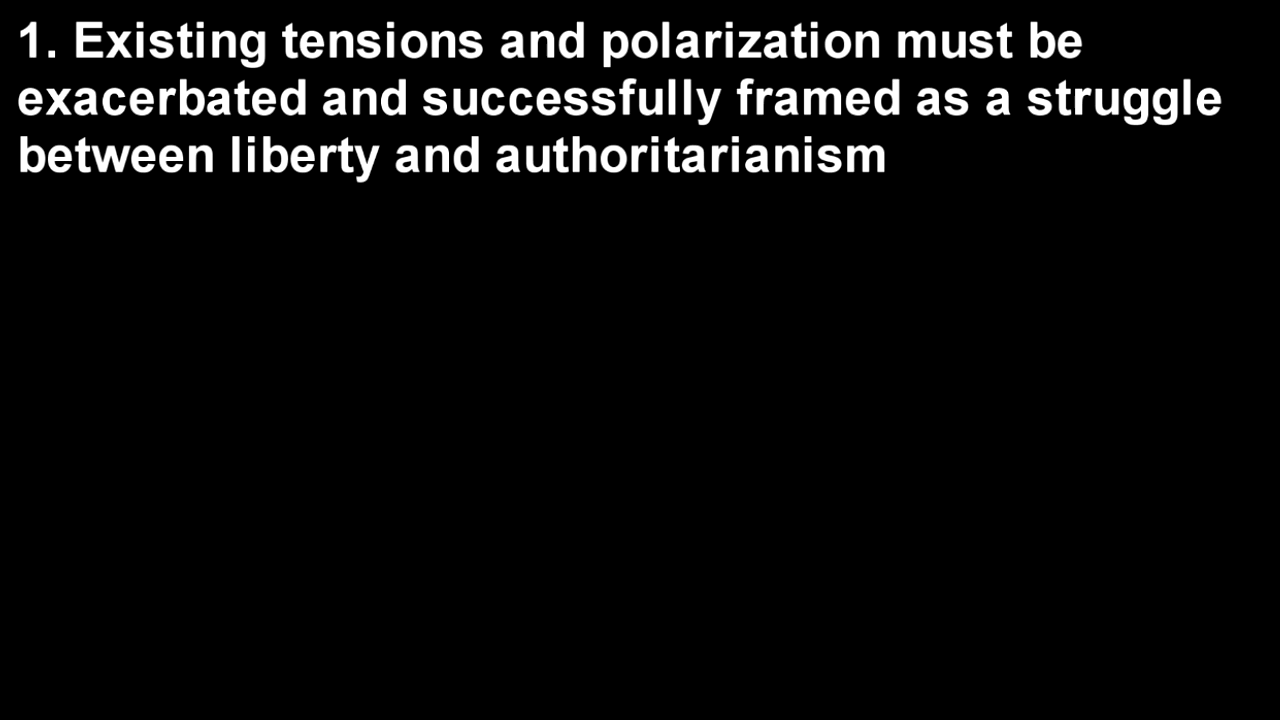 1. Existing tensions and polarization must be
exacerbated and successfully framed as a struggle
between liberty and authoritarianism